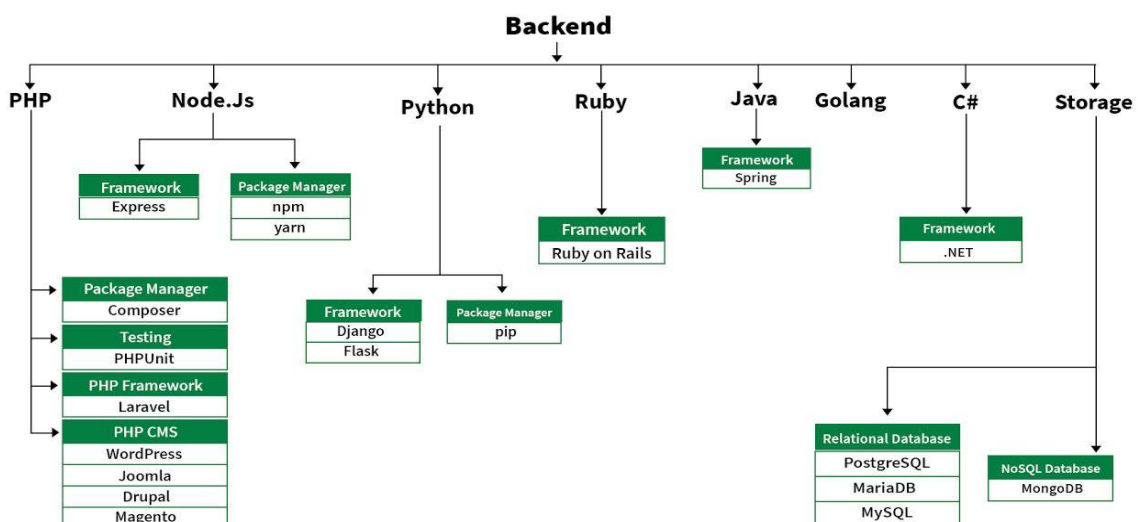 Backend
PHP
Node.Js
Python
Ruby
Java
Golang
C#
Storage
Framework
Express
Package Manager
npm
yarn
Framework
Spring
Framework
Ruby on Rails
Framework
.NET
Package Manager
Composer
Testing
PHPUnit
PHP Framework
Laravel
PHP CMS
WordPress
Joomla
Drupal
Magento
Framework
Django
Flask
Package Manager
pip
Relational Database
PostgreSQL
MariaDB
MySQL
NoSQL Database
MongoDB